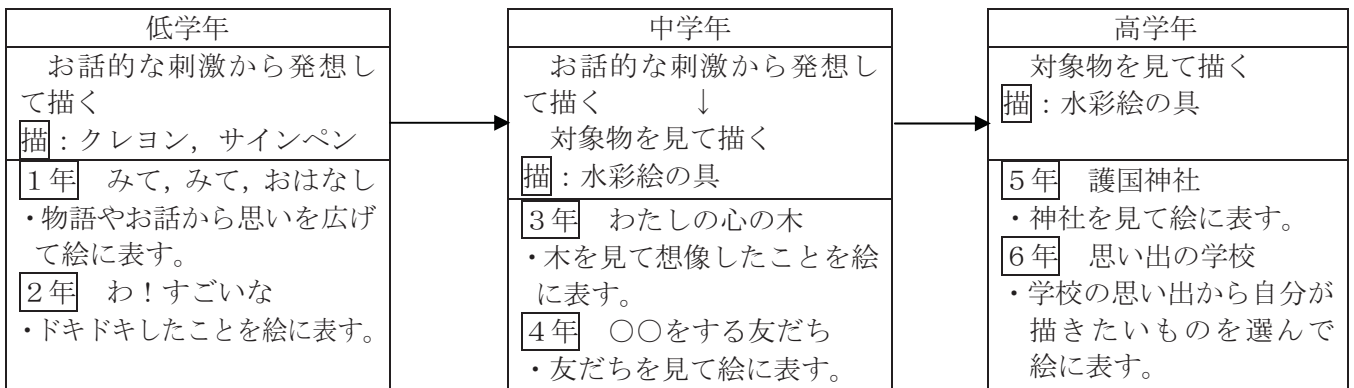 低学年
お話的な刺激から発想し
て描く
描:クレヨン,サインペン
1年 みて,みて,おはなし
・物語やお話から思いを広げ
て絵に表す。
2年 わ!すごいな
・ドキドキしたことを絵に表す。
中学年
お話的な刺激から発想し
て描く ↓
対象物を見て描く
描:水彩絵の具
3年 わたしの心の木
・木を見て想像したことを絵
に表す。
4年 〇〇をする友だち
・友だちを見て絵に表す。
高学年
対象物を見て描く
描:水彩絵の具
5年 護国神社
・神社を見て絵に表す。
6年 思い出の学校
・学校の思い出から自分が
描きたいものを選んで
絵に表す。